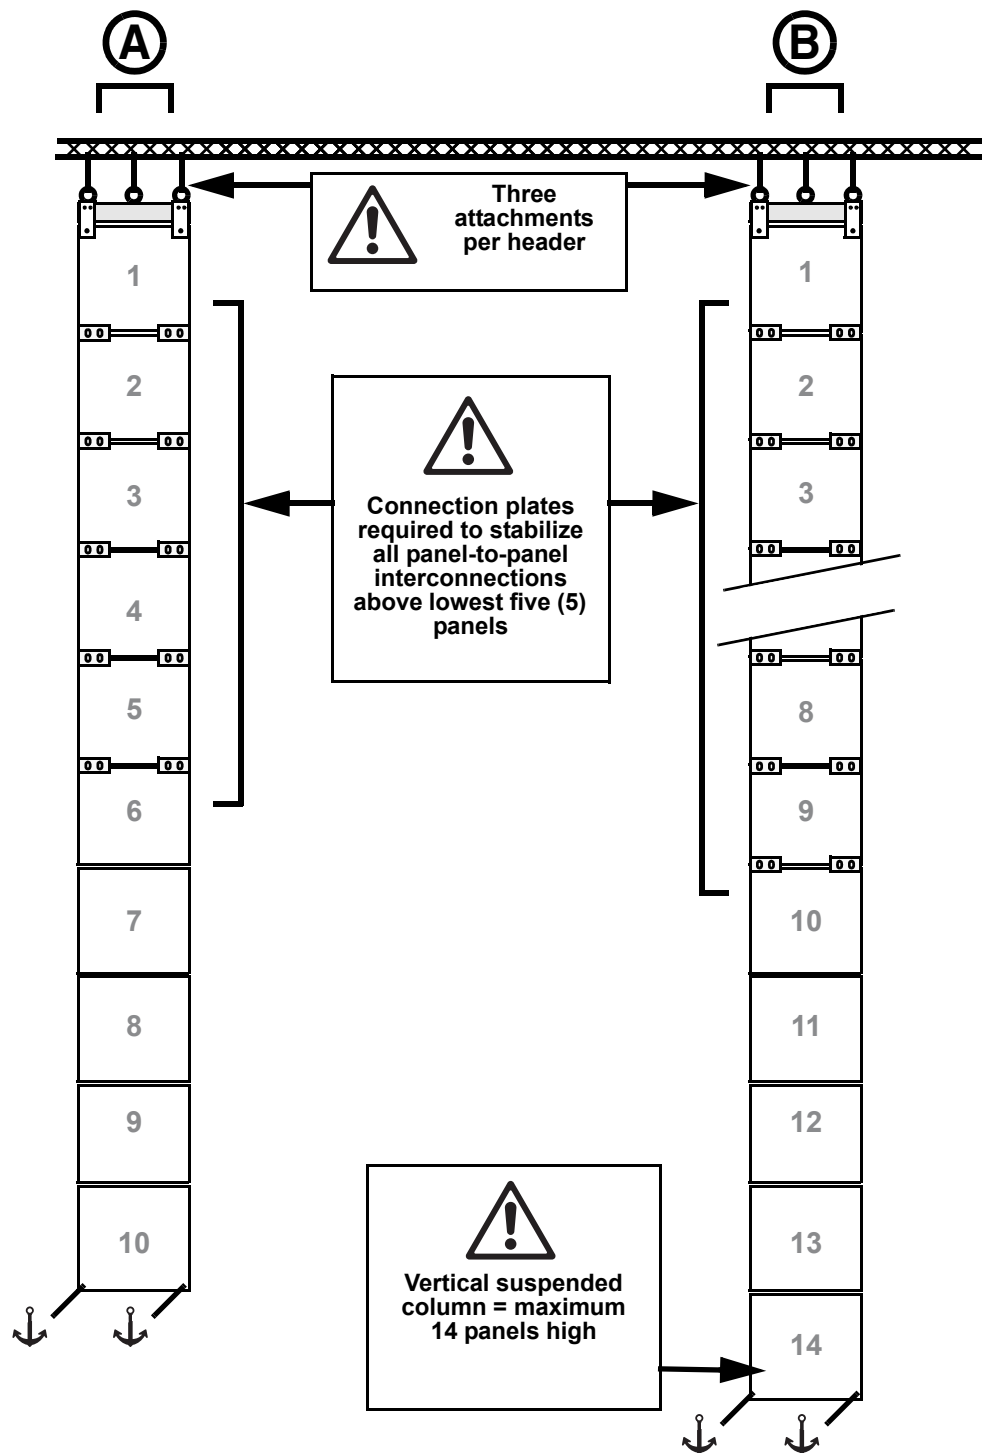 A
B
Three
attachments
per header
1
2
3
4
5
6
7
8
9
10
Connection plates
required to stabilize
all panel-to-panel
interconnections
above lowest five (5)
panels
Vertical suspended
column = maximum
14 panels high
1
2
3
8
9
10
11
12
13
14